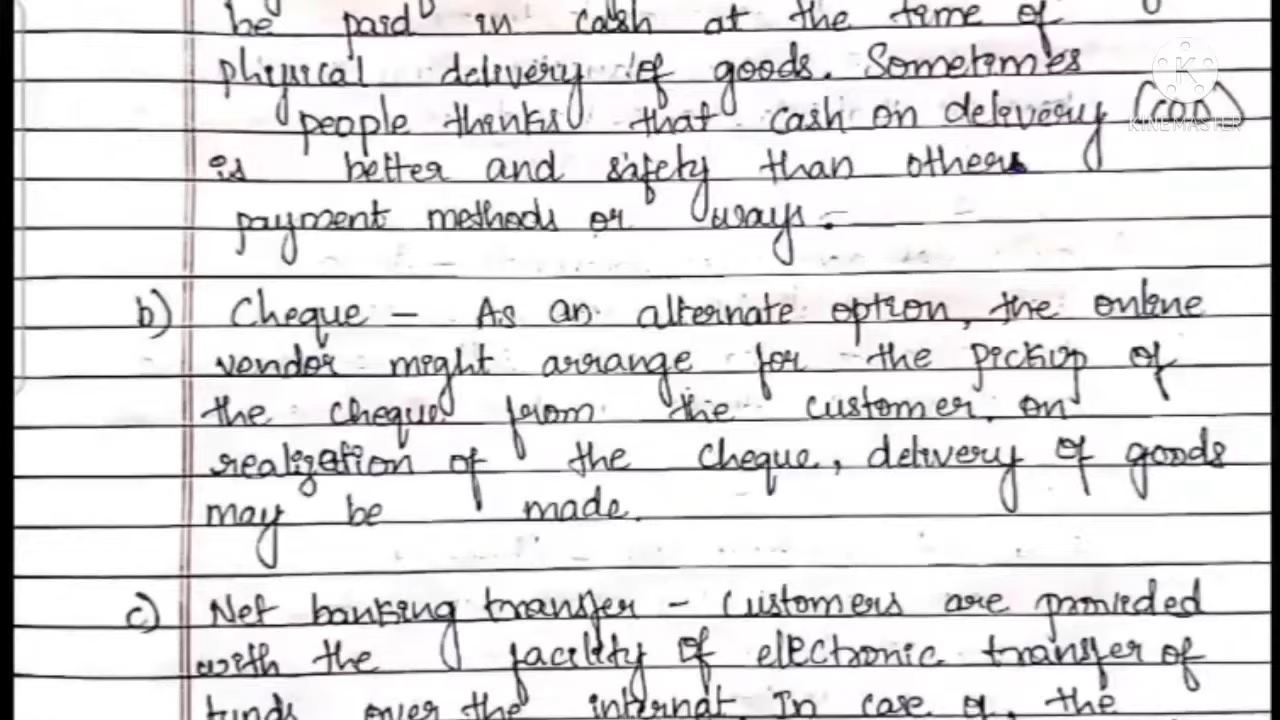 be paid in cash at the time of
physical delivery of goods. Sometimes
people thinks that cash on delivery (COD)
is better and safety than others
payment methods or ways.
b) Cheque - As an alternate option, the online
vendor might arrange for the pickup of
the cheque from the customer. on
realization of the cheque, delivery of goods
may be made.
c) Net banking transfer - Customers are provided
with the facility of electronic transfer of
funds over the internet. In case of, the
KINEMASTER